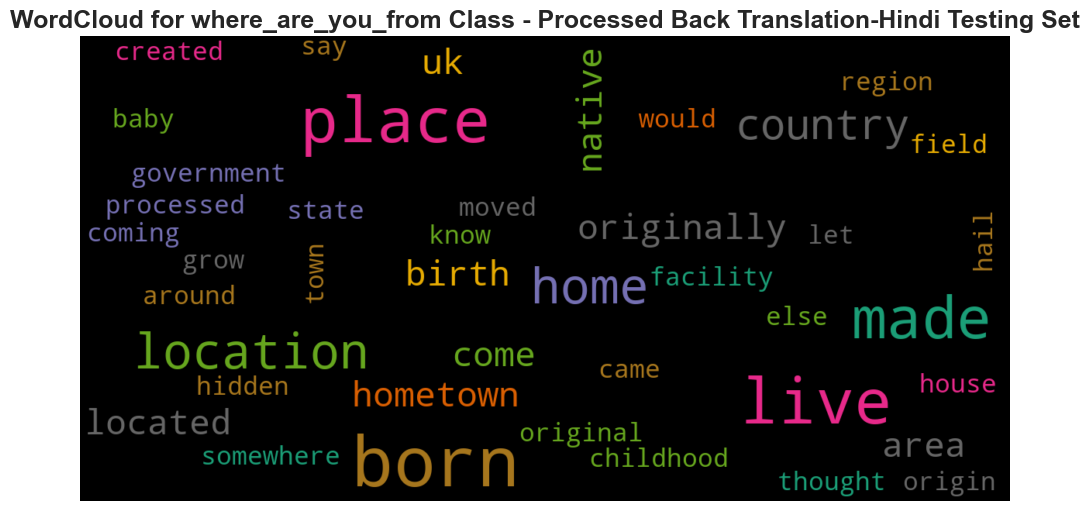 WordCloud for where_are_you_from Class - Processed Back Translation-Hindi Testing Set
created
say
uk
native
region
baby
place
would
country
field
government
processed
state
moved
originally
let
hail
coming
know
grow
town
birth
home
facility
around
else
made
location
come
came
hidden
hometown
live
house
located
original
somewhere
born
childhood
area
thought
origin